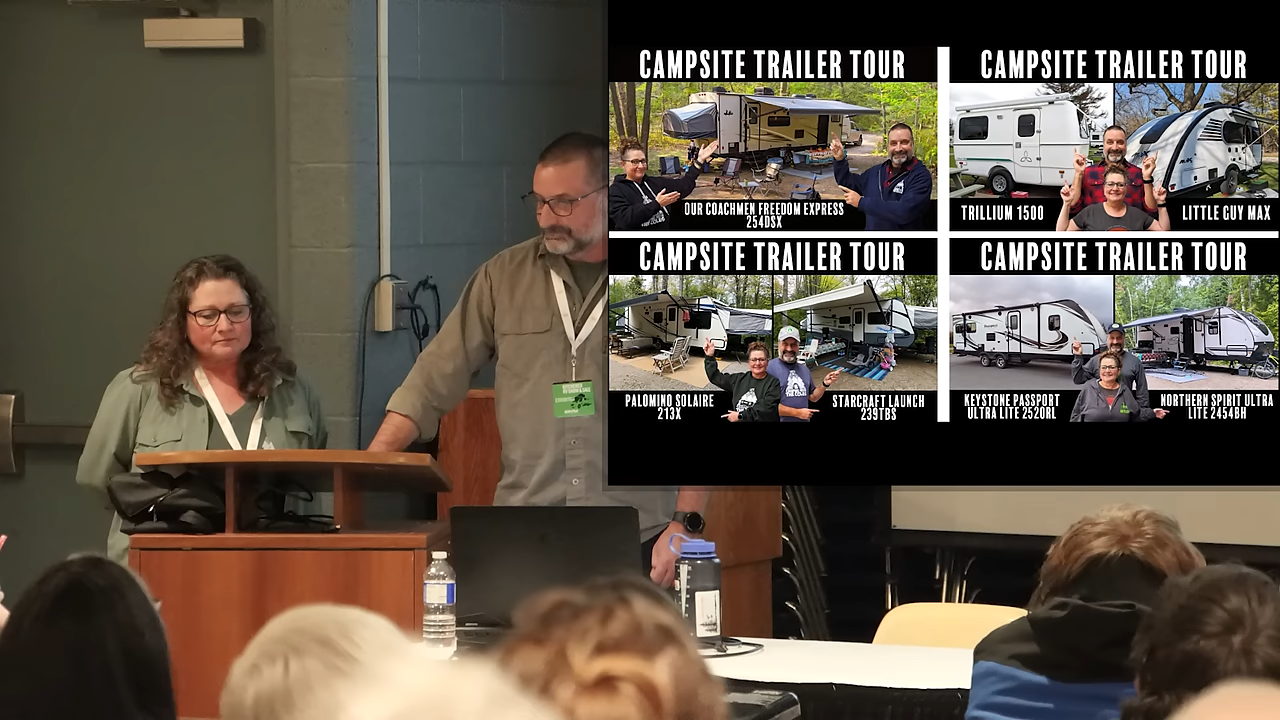 CAMPSITE TRAILER TOUR
OUR COACHMEN FREEDOM EXPRESS
254DSX
CAMPSITE TRAILER TOUR
TRILLIUM 1500
LITTLE GUY MAX
CAMPSITE TRAILER TOUR
PALOMINO SOLAIRE
213X
STARCRAFT LAUNCH
239TBS
CAMPSITE TRAILER TOUR
KEYSTONE PASSPORT
ULTRA LITE 2520RL
NORTHERN SPIRIT ULTRA
LITE 2454BH